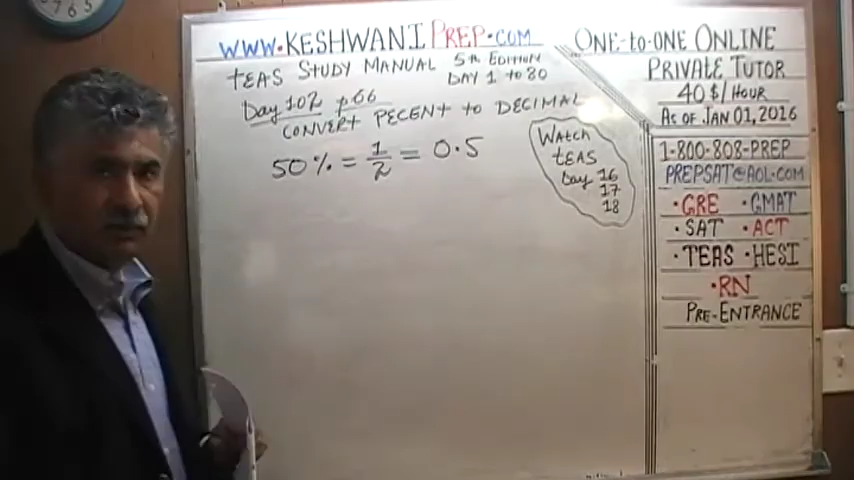 7 6 5
WWW.KESHWANIPREP.COM
TEAS STUDY MANUAL 5th EDITION
DAY 1 to 80
Day 102 p66
CONVERT PECENT to DECIMAL
50% = 1/2 = 0.5
WATCH
TEAS
Day 16
17
18
ONE-to-ONE ONLINE
PRIVATE TUTOR
40$/HOUR
AS OF JAN 01, 2016
1-800-808-PREP
PREPSAT@AOL.COM
•GRE •GMAT
•SAT •ACT
•TEAS •HESI
•RN
PRE-ENTRANCE